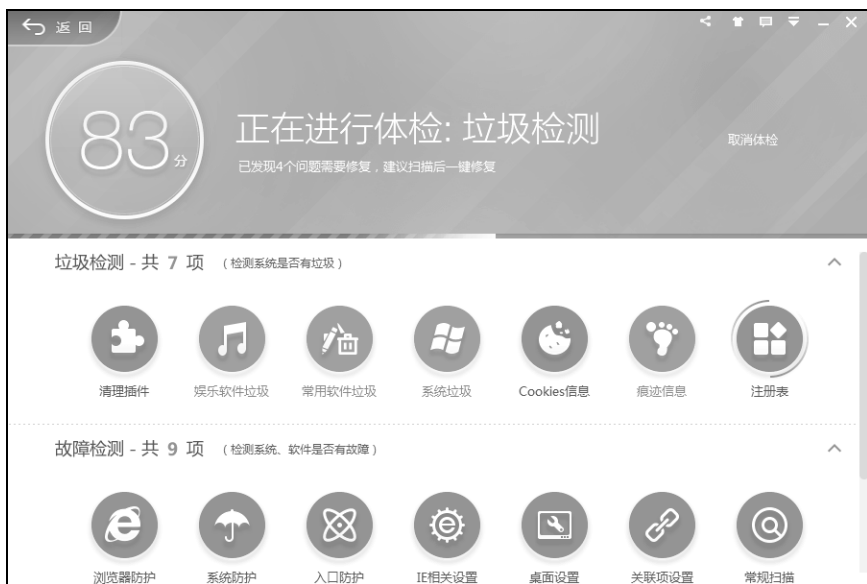 返回
83分
正在进行体检: 垃圾检测
已发现4个问题需要修复，建议扫描后一键修复
取消体检
垃圾检测 - 共 7 项 （检测系统是否有垃圾）
清理插件 娱乐软件垃圾 常用软件垃圾 系统垃圾 Cookies信息 痕迹信息 注册表
故障检测 - 共 9 项 （检测系统、软件是否有故障）
浏览器防护 系统防护 入口防护 IE相关设置 桌面设置 关联项设置 常规扫描